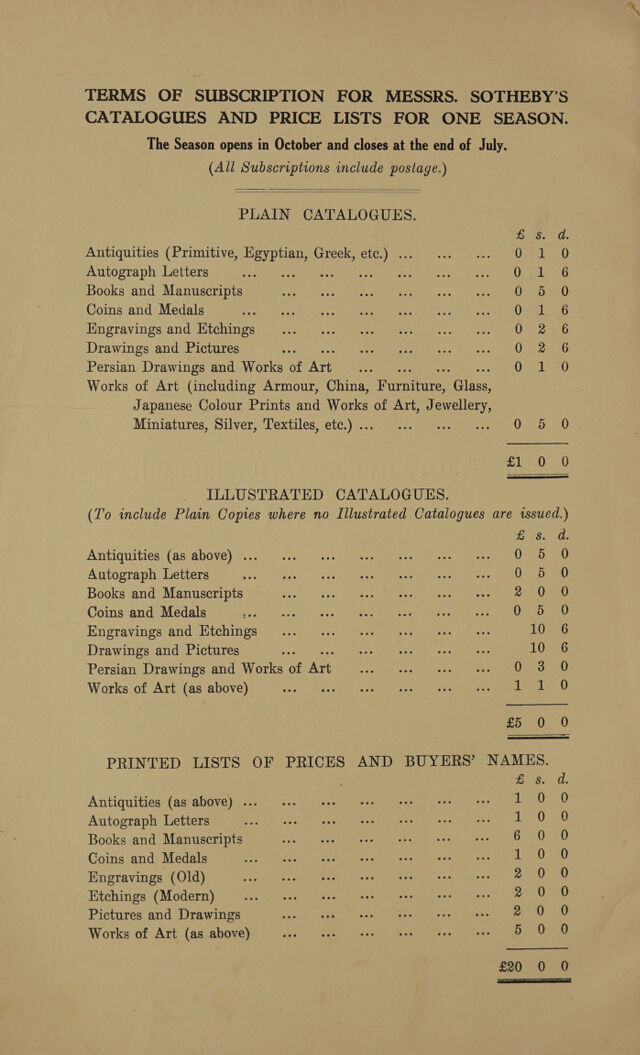 TERMS OF SUBSCRIPTION FOR MESSRS. SOTHEBY'S
CATALOGUES AND PRICE LISTS FOR ONE SEASON.
The Season opens in October and closes at the end of July.
(All Subscriptions include postage.)
PLAIN CATALOGUES.
£ s. d.
Antiquities (Primitive, Egyptian, Greek, etc.) ... ... ... 0 1 0
Autograph Letters ... ... ... ... ... ... ... 0 1 6
Books and Manuscripts ... ... ... ... ... ... 0 5 0
Coins and Medals ... ... ... ... ... ... ... 0 1 6
Engravings and Etchings ... ... ... ... ... ... 0 2 6
Drawings and Pictures ... ... ... ... ... ... 0 2 6
Persian Drawings and Works of Art ... ... ... ... 0 1 0
Works of Art (including Armour, China, Furniture, Glass,
Japanese Colour Prints and Works of Art, Jewellery,
Miniatures, Silver, Textiles, etc.) ... ... ... ... 0 5 0
£1 0 0
ILLUSTRATED CATALOGUES.
(To include Plain Copies where no Illustrated Catalogues are issued.)
£ s. d.
Antiquities (as above) ... ... ... ... ... ... ... 0 5 0
Autograph Letters ... ... ... ... ... ... ... 0 5 0
Books and Manuscripts ... ... ... ... ... ... 2 0 0
Coins and Medals ... ... ... ... ... ... ... 0 5 0
Engravings and Etchings ... ... ... ... ... ... 10 6
Drawings and Pictures ... ... ... ... ... ... 10 6
Persian Drawings and Works of Art ... ... ... ... 0 3 0
Works of Art (as above) ... ... ... ... ... ... 1 1 0
£5 0 0
PRINTED LISTS OF PRICES AND BUYERS' NAMES.
£ s. d.
Antiquities (as above) ... ... ... ... ... ... ... 1 0 0
Autograph Letters ... ... ... ... ... ... ... 1 0 0
Books and Manuscripts ... ... ... ... ... ... 6 0 0
Coins and Medals ... ... ... ... ... ... ... 1 0 0
Engravings (Old) ... ... ... ... ... ... ... 2 0 0
Etchings (Modern) ... ... ... ... ... ... ... 2 0 0
Pictures and Drawings ... ... ... ... ... ... 2 0 0
Works of Art (as above) ... ... ... ... ... ... 5 0 0
£20 0 0